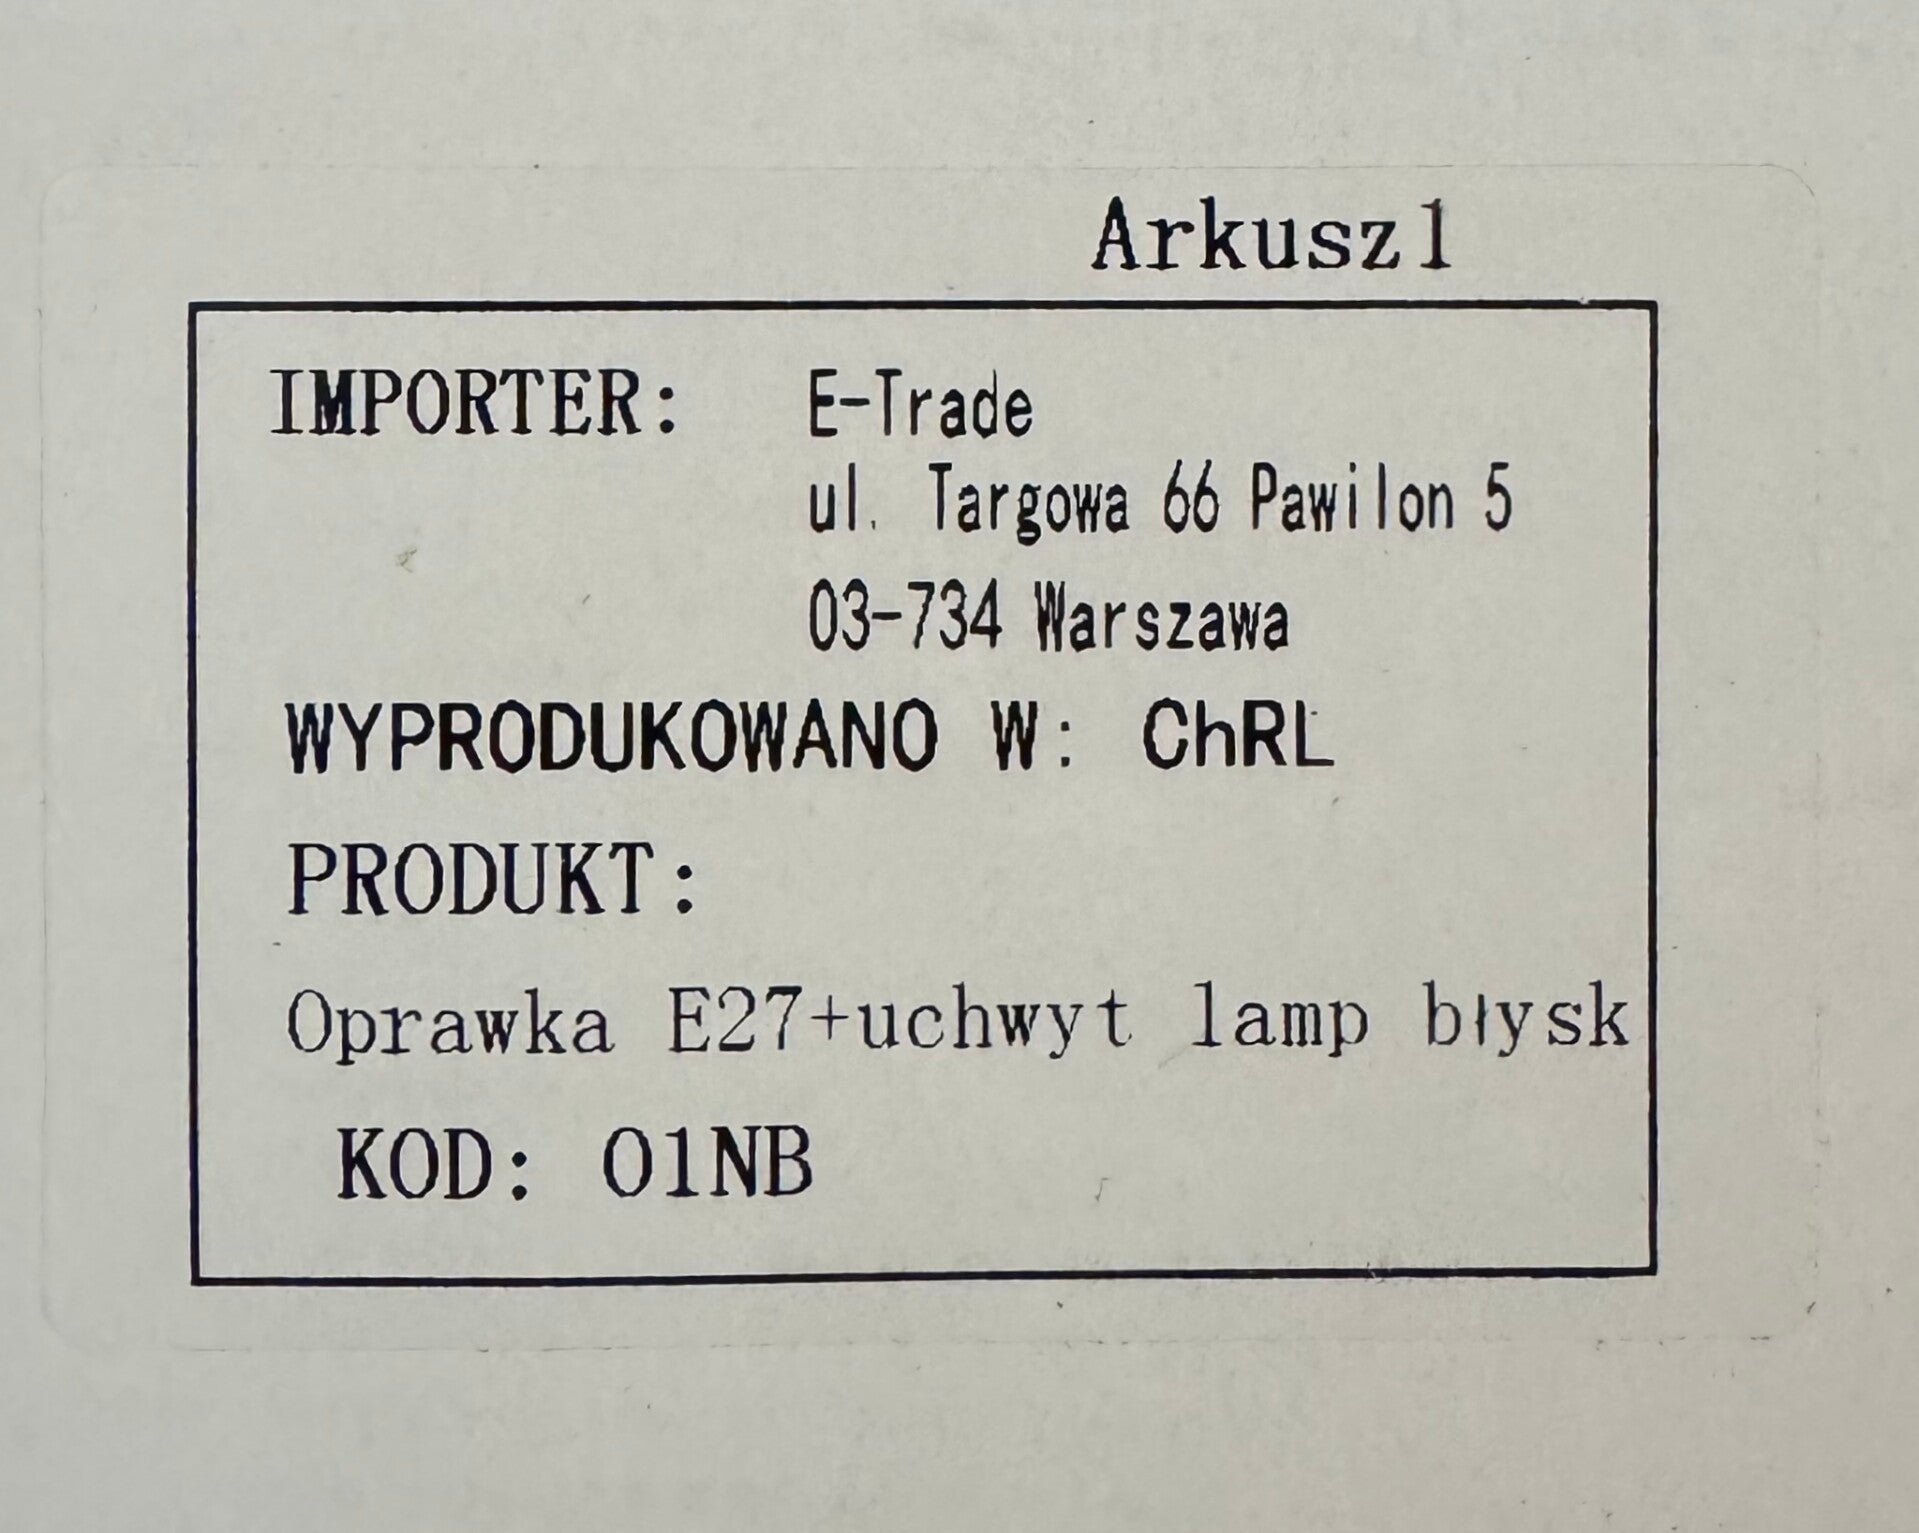 Arkusz1
IMPORTER: E-Trade
ul. Targowa 66 Pawilon 5
03-734 Warszawa
WYPRODUKOWANO W: ChRL
PRODUKT:
Oprawka E27+uchwyt lamp błysk
KOD: O1NB